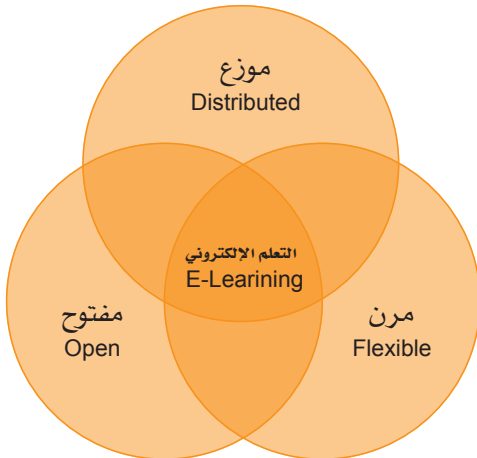 موزع
Distributed
التعلم الإلكتروني
E-Learining
مفتوح
Open
مرن
Flexible